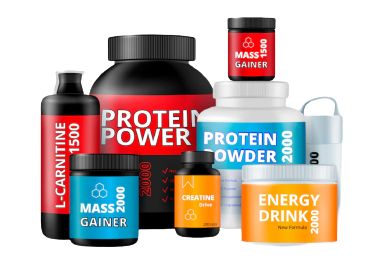 MASS
GAINER
1500
L-CARNITINE
1500
PROTEIN
POWER
2000
PROTEIN
POWDER
2000
MASS
GAINER
2000
CREATINE
Drink
ENERGY
DRINK
2000
New Formula